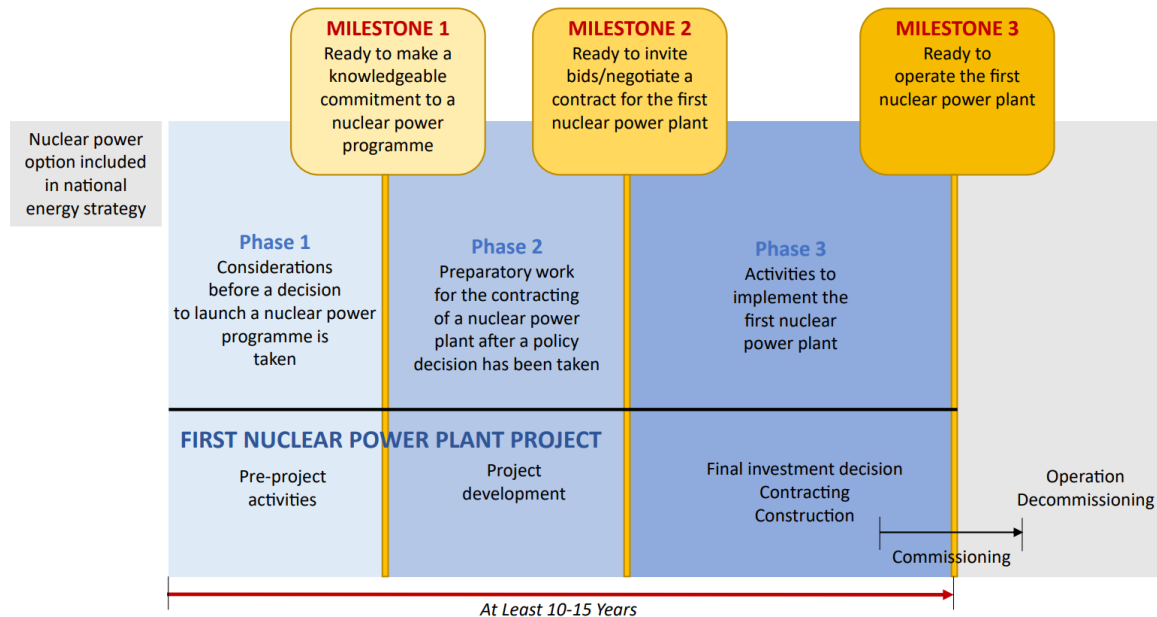 MILESTONE 1
Ready to make a
knowledgeable
commitment to a
nuclear power
programme
MILESTONE 2
Ready to invite
bids/negotiate a
contract for the first
nuclear power plant
MILESTONE 3
Ready to
operate the first
nuclear power plant
Nuclear power
option included
in national
energy strategy
Phase 1
Considerations
before a decision
to launch a nuclear power
programme is
taken
Phase 2
Preparatory work
for the contracting
of a nuclear power
plant after a policy
decision has been taken
Phase 3
Activities to
implement the
first nuclear
power plant
FIRST NUCLEAR POWER PLANT PROJECT
Pre-project
activities
Project
development
Final investment decision
Contracting
Construction
Operation
Decommissioning
Commissioning
At Least 10-15 Years